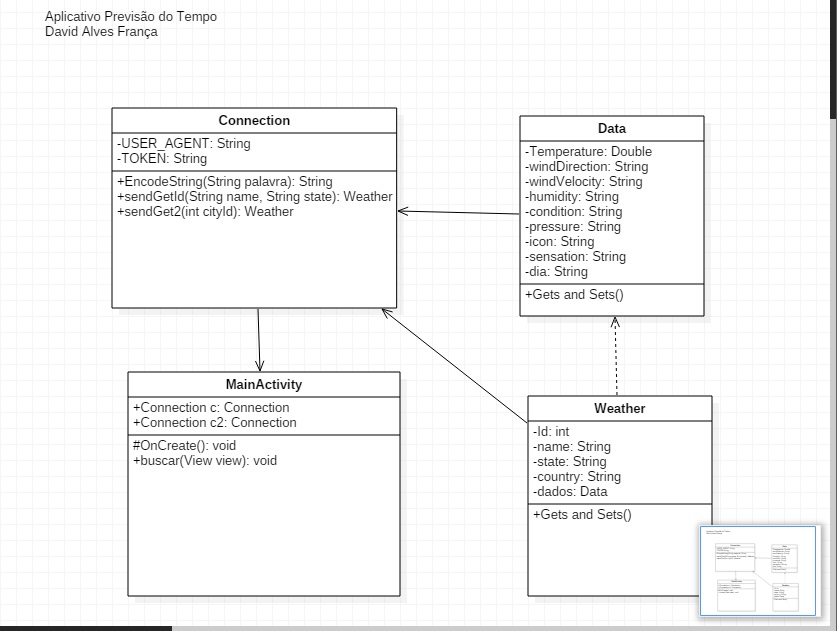 Aplicativo Previsão do Tempo
David Alves França
Connection
-USER_AGENT: String
-TOKEN: String
+EncodeString(String palavra): String
+sendGetId(String name, String state): Weather
+sendGet2(int cityId): Weather
Data
-Temperature: Double
-windDirection: String
-windVelocity: String
-humidity: String
-condition: String
-pressure: String
-icon: String
-sensation: String
-dia: String
+Gets and Sets()
MainActivity
+Connection c: Connection
+Connection c2: Connection
#OnCreate(): void
+buscar(View view): void
Weather
-Id: int
-name: String
-state: String
-country: String
-dados: Data
+Gets and Sets()